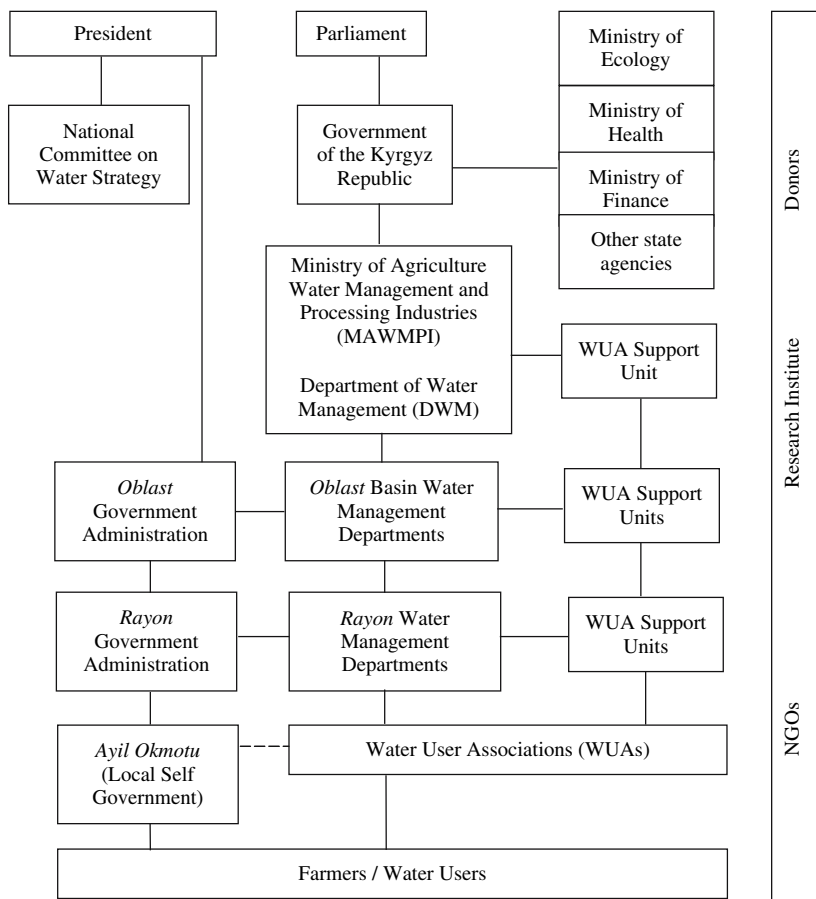 President
Parliament
Ministry of
Ecology
National
Committee on
Water Strategy
Government
of the Kyrgyz
Republic
Ministry of
Health
Ministry of
Finance
Other state
agencies
Ministry of Agriculture
Water Management and
Processing Industries
(MAWMPI)
Department of Water
Management (DWM)
WUA Support
Unit
Oblast
Government
Administration
Oblast Basin Water
Management
Departments
WUA Support
Units
Rayon
Government
Administration
Rayon Water
Management
Departments
WUA Support
Units
Ayil Okmotu
(Local Self
Government)
Water User Associations (WUAs)
Farmers / Water Users
Donors
Research Institute
NGOs